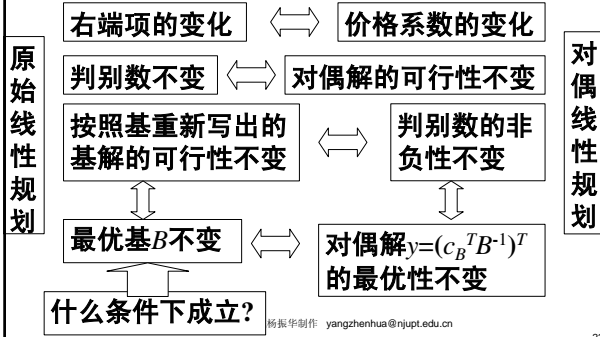 右端项的变化
价格系数的变化
原始线性规划
对偶线性规划
判别数不变
对偶解的可行性不变
按照基重新写出的
基解的可行性不变
判别数的非
负性不变
最优基B不变
对偶解y=(c_B^T B^-1)^T
的最优性不变
什么条件下成立?
杨振华制作 yangzhenhua@njupt.edu.cn